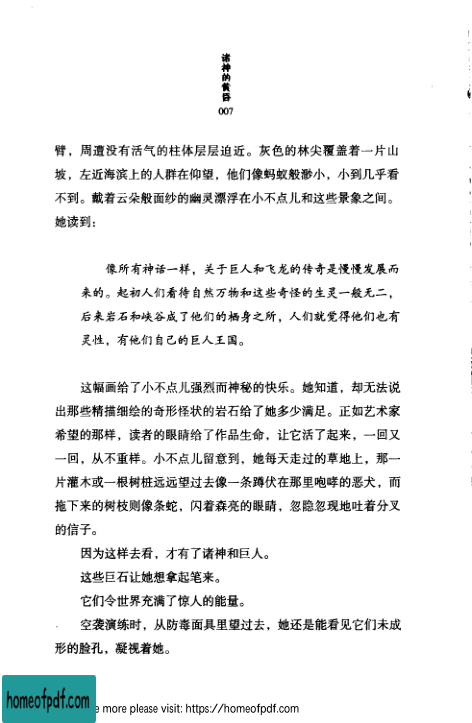 诸神的黄昏
007
臂，周遭没有活气的柱体层层迫近。灰色的林尖覆盖着一片山
坡，左近海滨上的人群在仰望，他们像蚂蚁般渺小，小到几乎看
不到。戴着云朵般面纱的幽灵漂浮在小不点儿和这些景象之间。
她读到：
像所有神话一样，关于巨人和飞龙的传奇是慢慢发展而
来的。起初人们看待自然万物和这些奇怪的生灵一般无二，
后来岩石和峡谷成了他们的栖身之所，人们就觉得他们也有
灵性，有他们自己的巨人王国。
这幅画给了小不点儿强烈而神秘的快乐。她知道，却无法说
出那些精描细绘的奇形怪状的岩石给了她多少满足。正如艺术家
希望的那样，读者的眼睛给了作品生命，让它活了起来，一回又
一回，从不重样。小不点儿留意到，她每天走过的草地上，那一
片灌木或一根树桩远远望过去像一条蹲伏在那里咆哮的恶犬，而
拖下来的树枝则像条蛇，闪着森亮的眼睛，忽隐忽现地吐着分叉
的信子。
因为这样去看，才有了诸神和巨人。
这些巨石让她想拿起笔来。
它们令世界充满了惊人的能量。
空袭演练时，从防毒面具里望过去，她还是能看见它们未成
形的脸孔，凝视着她。
homeofpdf.com
e more please visit: https://homeofpdf.com